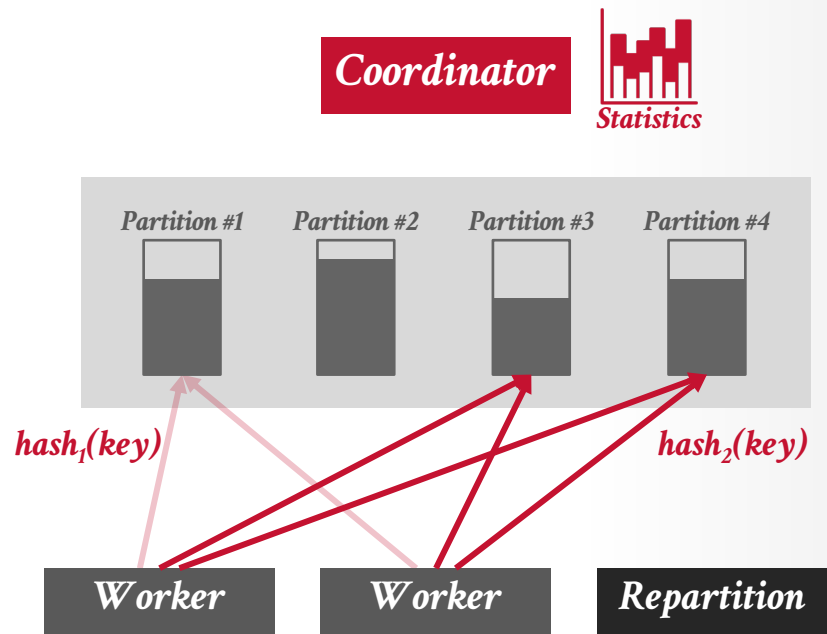 Coordinator
Statistics
Partition #1
Partition #2
Partition #3
Partition #4
hash₁(key)
hash₂(key)
Worker
Worker
Repartition